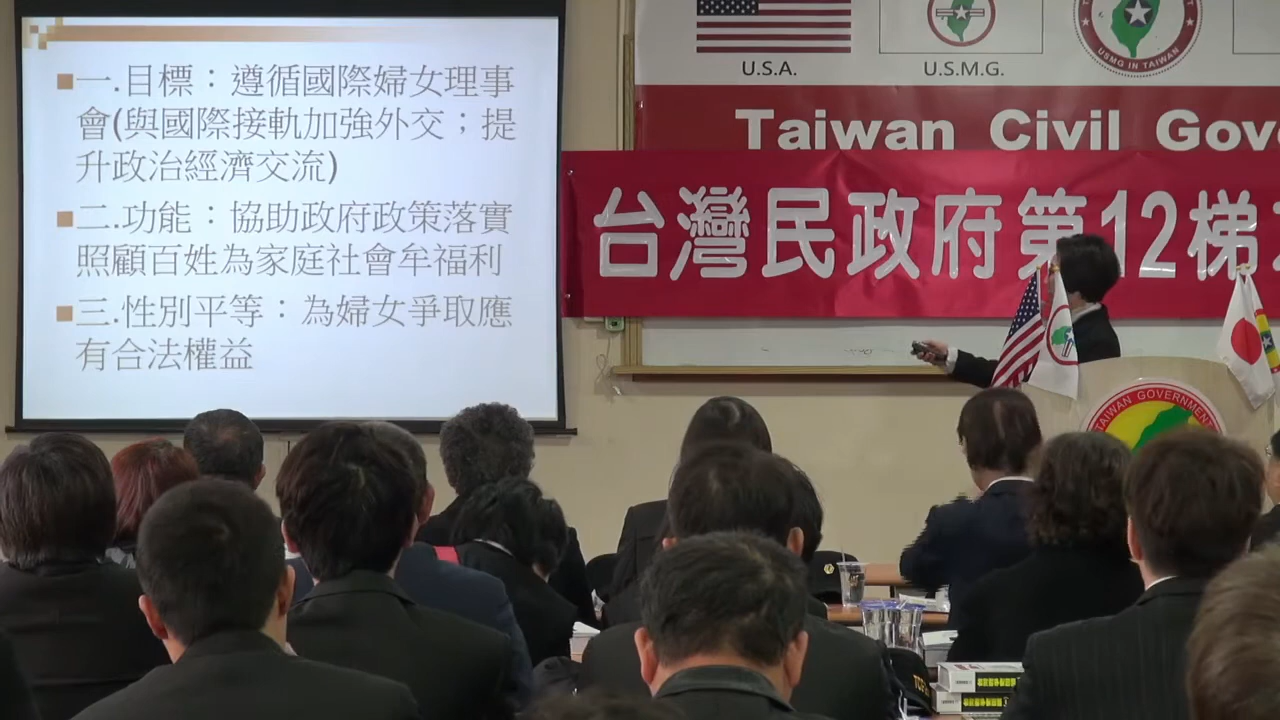 一.目標：遵循國際婦女理事
會(與國際接軌加強外交；提
升政治經濟交流)
二.功能：協助政府政策落實
照顧百姓為家庭社會牟福利
三.性別平等：為婦女爭取應
有合法權益
U.S.A.
U.S.M.G.
USMG IN TAIWAN
Taiwan Civil Gov
台灣民政府第12梯
TAIWAN GOVERNMENT